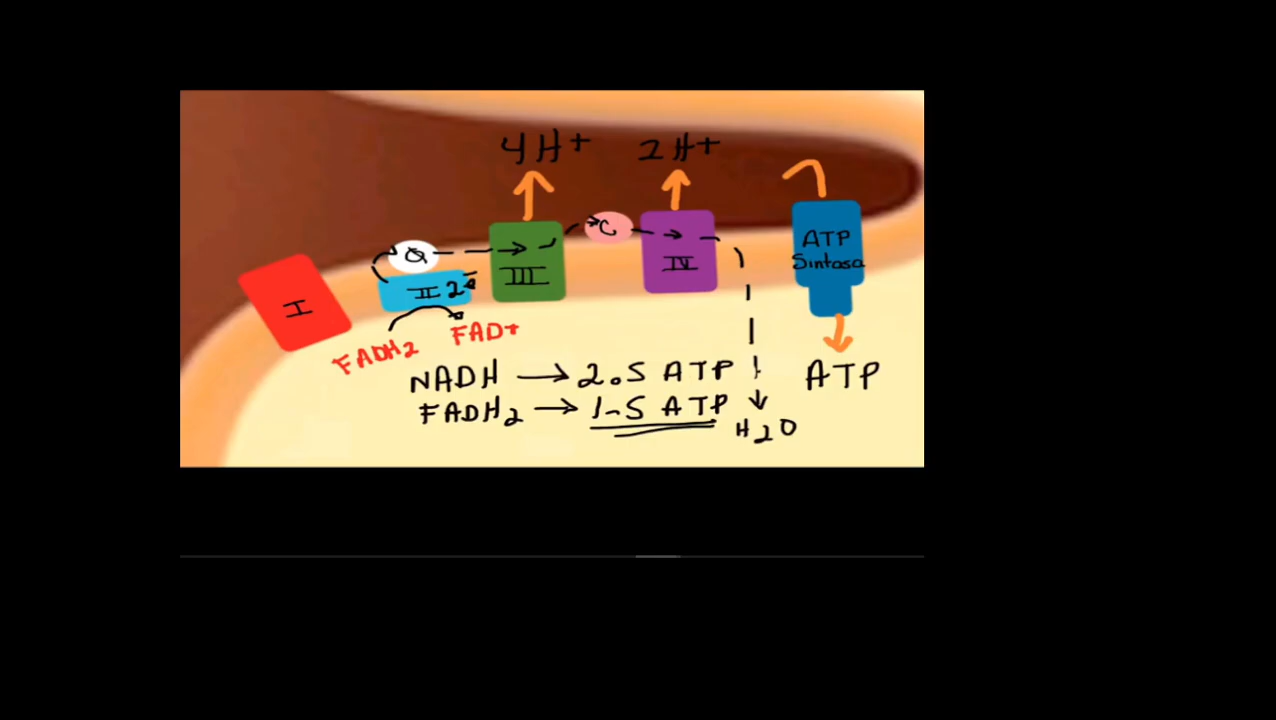 4H+
2H+
Q
C
I
II 2e-
III
IV
ATP
Sintasa
FADH2
FAD+
NADH → 2.5 ATP
FADH2 → 1-5 ATP
H2O
ATP